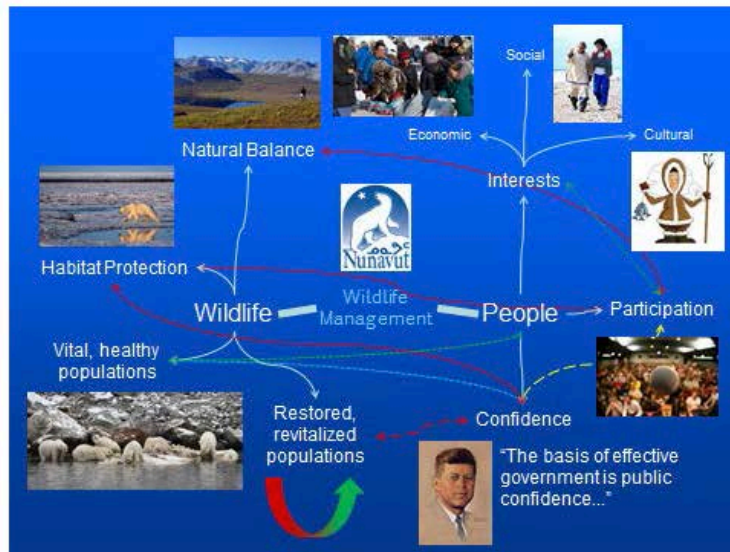 Social
Economic
Cultural
Natural Balance
Interests
Nunavut
Habitat Protection
Wildlife
Wildlife
Management
People
Participation
Vital, healthy
populations
Restored,
revitalized
populations
Confidence
“The basis of effective
government is public
confidence...”